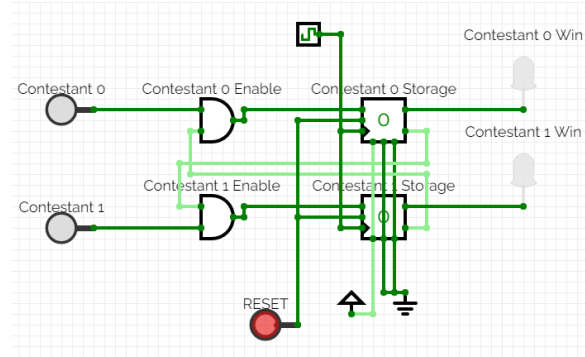 Contestant 0 Win
Contestant 0
Contestant 0 Enable
Contestant 0 Storage
0
Contestant 1 Win
Contestant 1 Enable
Contestant 1 Storage
Contestant 1
0
RESET